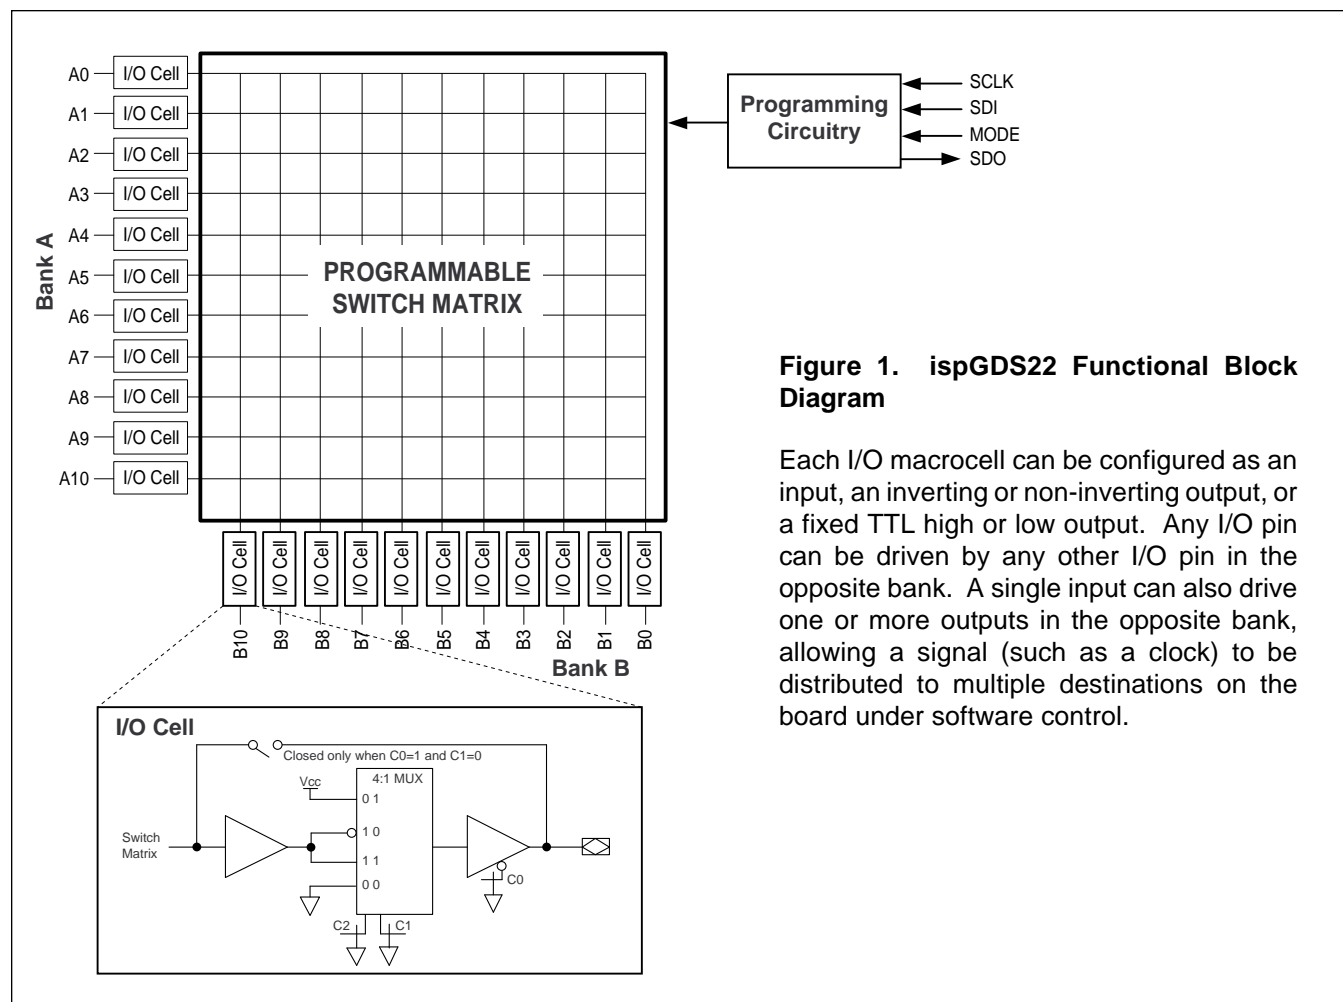 A0
I/O Cell
A1
I/O Cell
A2
I/O Cell
A3
I/O Cell
A4
I/O Cell
A5
I/O Cell
A6
I/O Cell
A7
I/O Cell
A8
I/O Cell
A9
I/O Cell
A10
I/O Cell
Bank A
PROGRAMMABLE
SWITCH MATRIX
Programming
Circuitry
SCLK
SDI
MODE
SDO
I/O Cell
I/O Cell
I/O Cell
I/O Cell
I/O Cell
I/O Cell
I/O Cell
I/O Cell
I/O Cell
I/O Cell
I/O Cell
B10
B9
B8
B7
B6
B5
B4
B3
B2
B1
B0
Bank B
I/O Cell
Closed only when C0=1 and C1=0
Vcc
4:1 MUX
0 1
1 0
1 1
0 0
Switch
Matrix
C0
C2
C1
Figure 1. ispGDS22 Functional Block
Diagram
Each I/O macrocell can be configured as an
input, an inverting or non-inverting output, or
a fixed TTL high or low output. Any I/O pin
can be driven by any other I/O pin in the
opposite bank. A single input can also drive
one or more outputs in the opposite bank,
allowing a signal (such as a clock) to be
distributed to multiple destinations on the
board under software control.